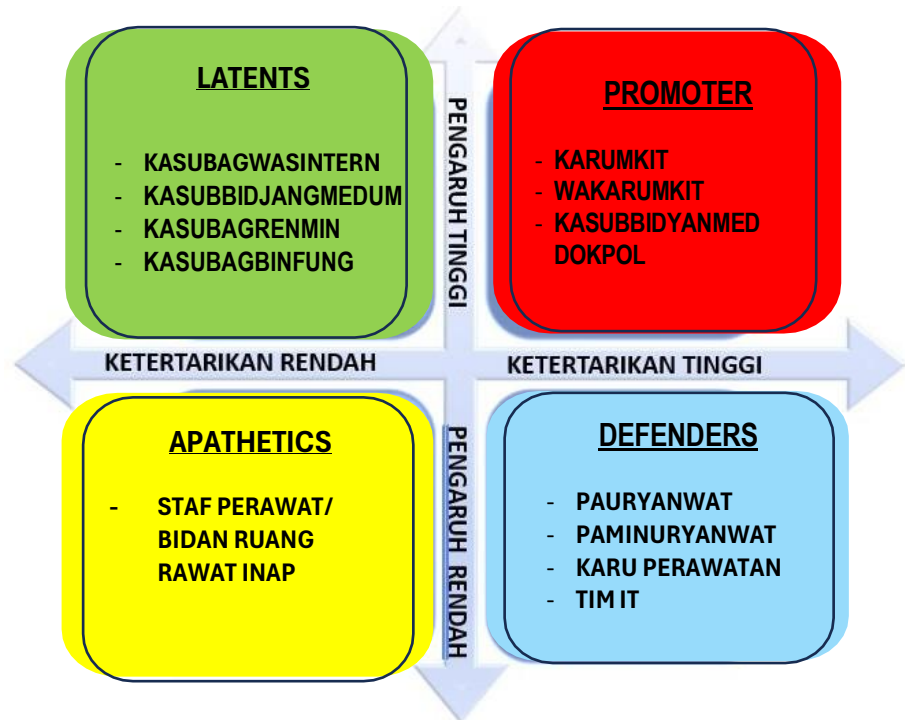 LATENTS
- KASUBAGWASINTERN
- KASUBBIDJANGMEDUM
- KASUBAGRENMIN
- KASUBAGBINFUNG
PENGARUH TINGGI
PROMOTER
- KARUMKIT
- WAKARUMKIT
- KASUBBIDYANMED
DOKPOL
KETERTARIKAN RENDAH
KETERTARIKAN TINGGI
APATHETICS
- STAF PERAWAT/
BIDAN RUANG
RAWAT INAP
PENGARUH RENDAH
DEFENDERS
- PAURYANWAT
- PAMINURYANWAT
- KARU PERAWATAN
- TIM IT